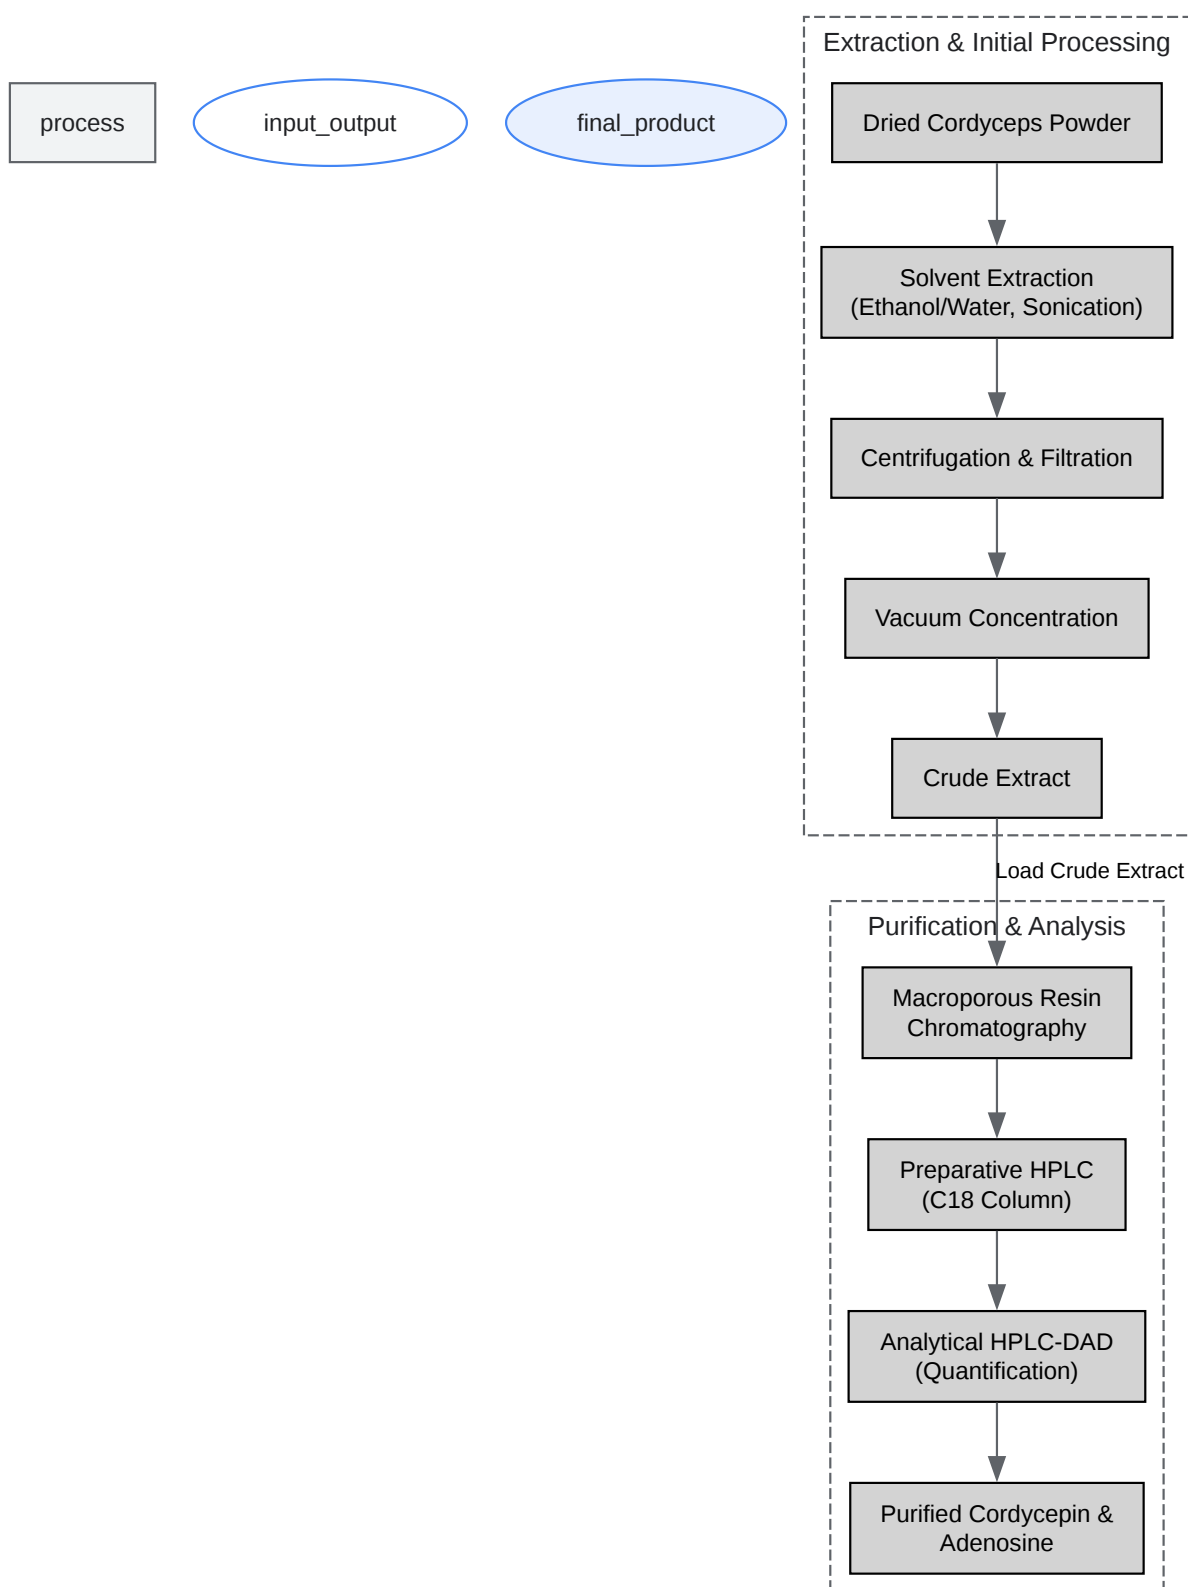 Extraction & Initial Processing
process
input_output
final_product
Dried Cordyceps Powder
Solvent Extraction
(Ethanol/Water, Sonication)
Centrifugation & Filtration
Vacuum Concentration
Crude Extract
Load Crude Extract
Purification & Analysis
Macroporous Resin
Chromatography
Preparative HPLC
(C18 Column)
Analytical HPLC-DAD
(Quantification)
Purified Cordycepin &
Adenosine